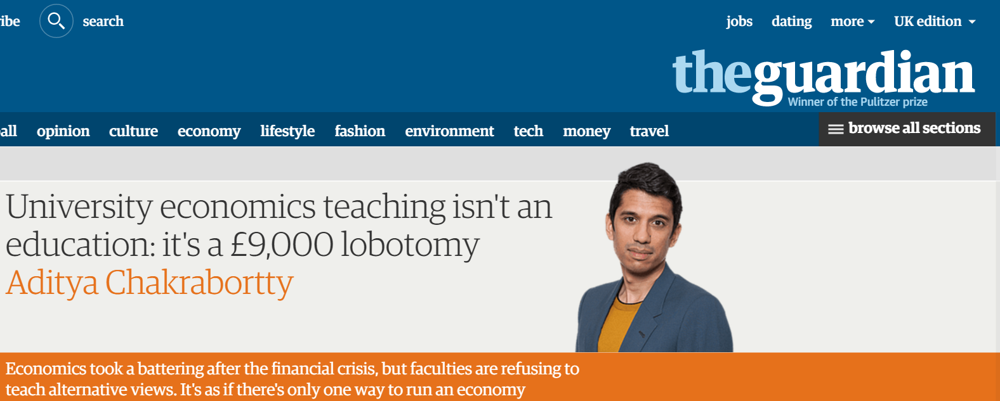 ibe search jobs dating more UK edition
theguardian
Winner of the Pulitzer prize
all opinion culture economy lifestyle fashion environment tech money travel browse all sections
University economics teaching isn't an
education: it's a £9,000 lobotomy
Aditya Chakrabortty
Economics took a battering after the financial crisis, but faculties are refusing to
teach alternative views. It's as if there's only one way to run an economy